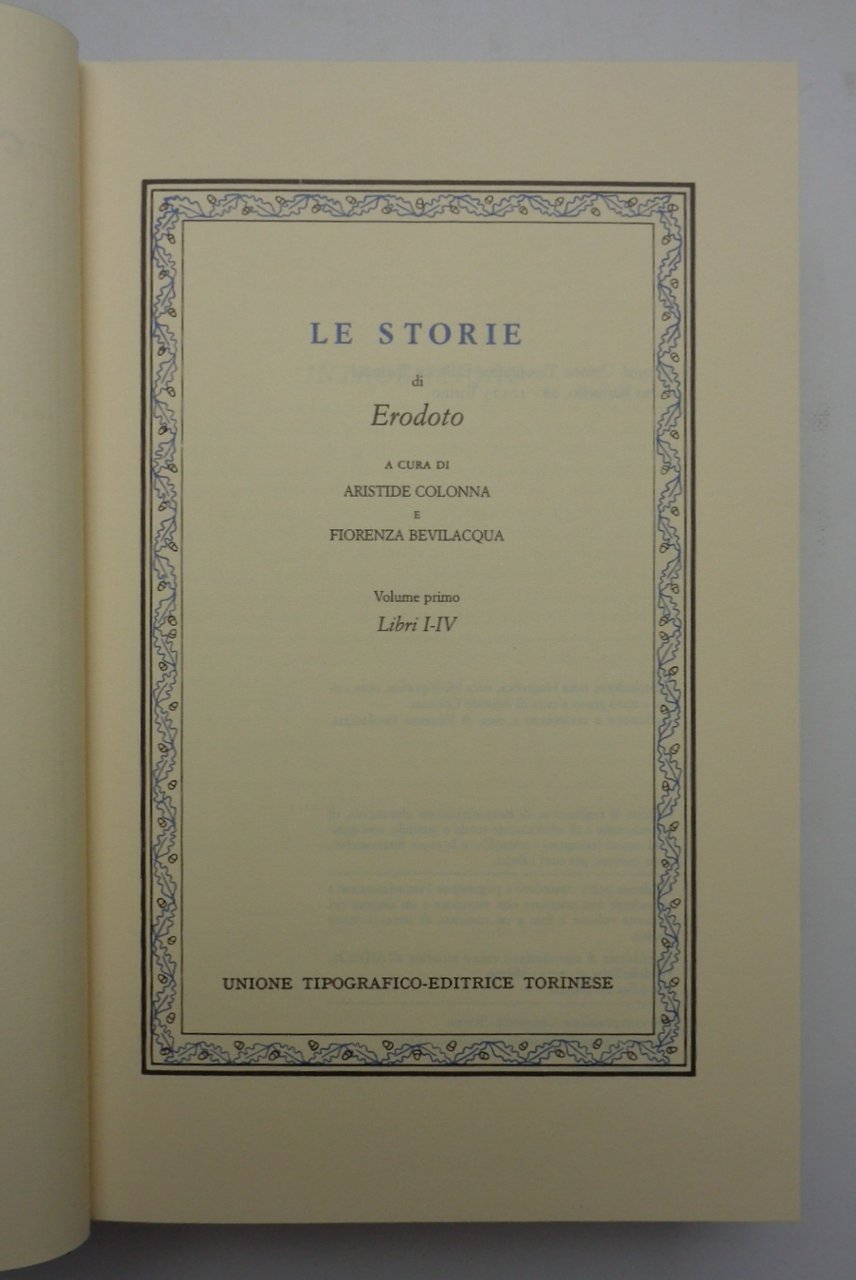 LE STORIE
di
Erodoto
A CURA DI
ARISTIDE COLONNA
E
FIORENZA BEVILACQUA
Volume primo
Libri I-IV
UNIONE TIPOGRAFICO-EDITRICE TORINESE